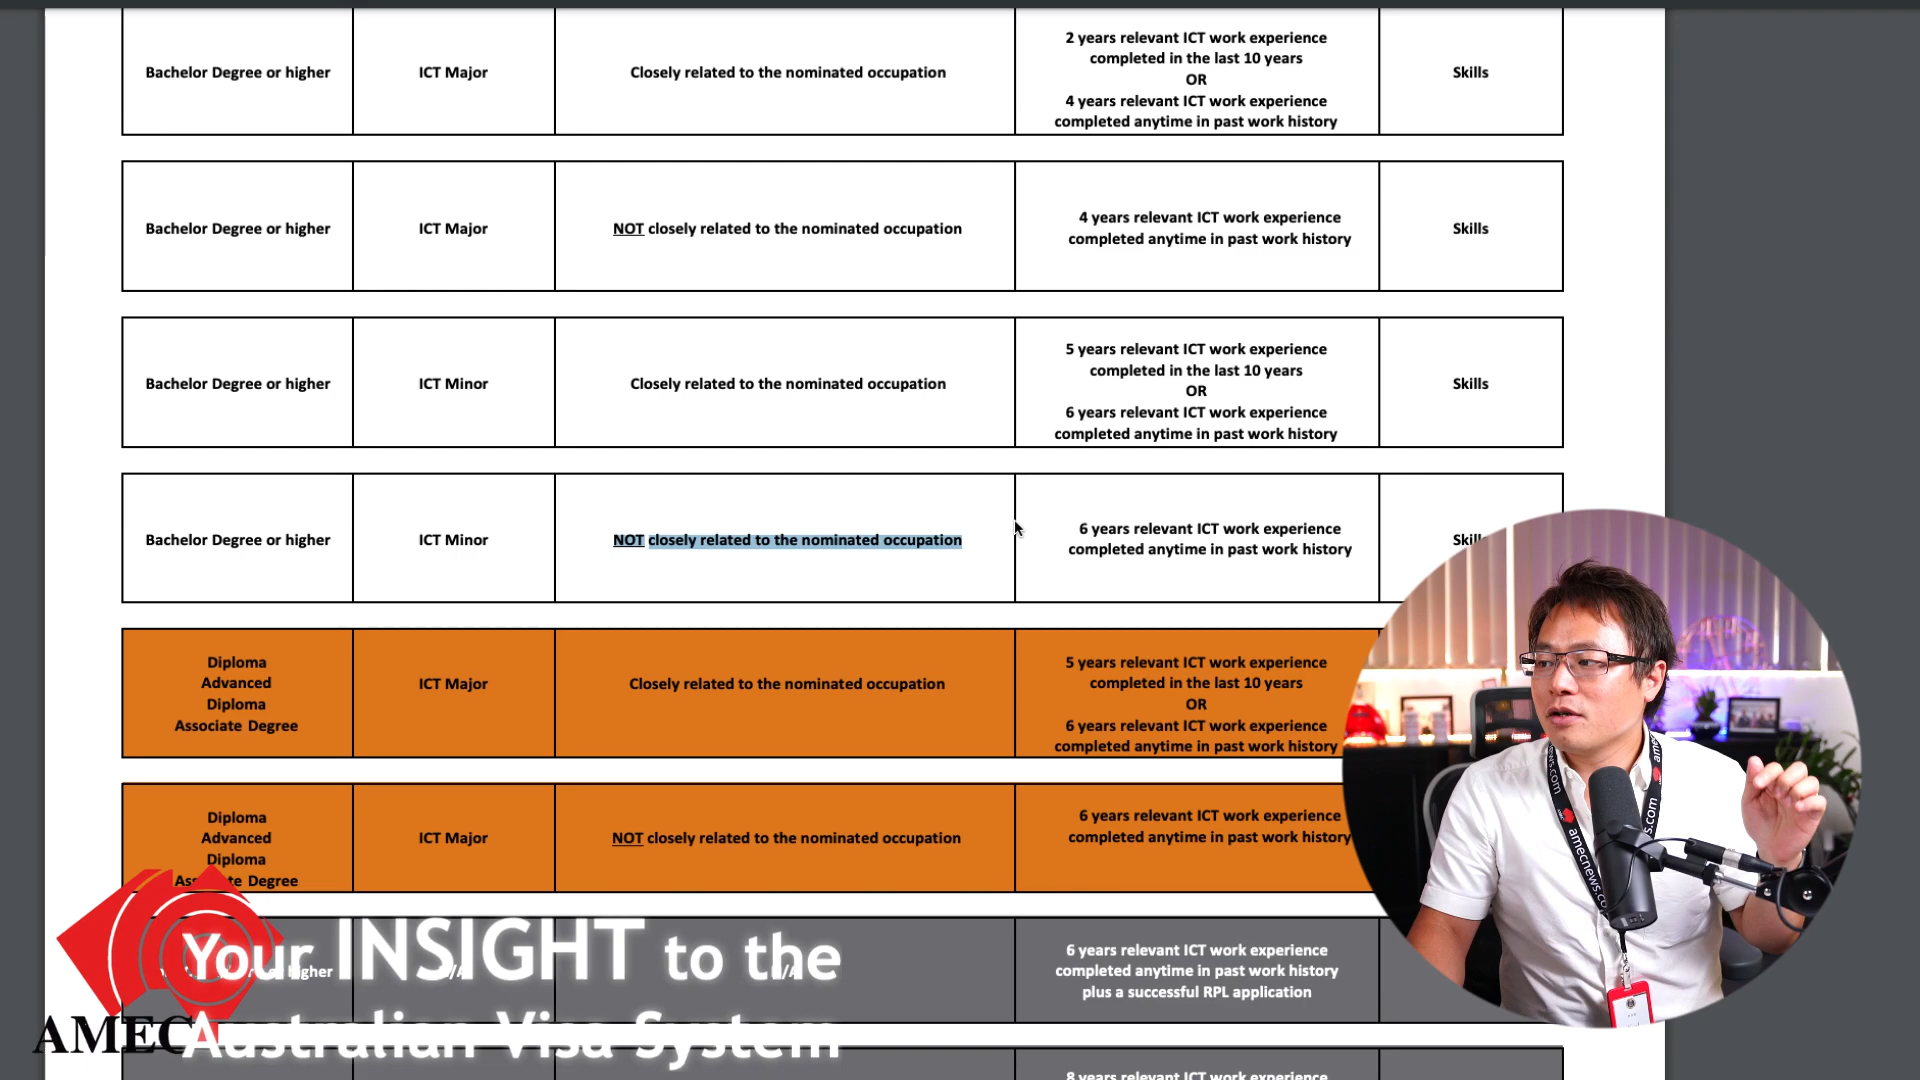 2 years relevant ICT work experience
completed in the last 10 years
OR
4 years relevant ICT work experience
completed anytime in past work history
Bachelor Degree or higher
ICT Major
Closely related to the nominated occupation
Skills
Bachelor Degree or higher
ICT Major
NOT closely related to the nominated occupation
4 years relevant ICT work experience
completed anytime in past work history
Skills
Bachelor Degree or higher
ICT Minor
Closely related to the nominated occupation
5 years relevant ICT work experience
completed in the last 10 years
OR
6 years relevant ICT work experience
completed anytime in past work history
Skills
Bachelor Degree or higher
ICT Minor
NOT closely related to the nominated occupation
6 years relevant ICT work experience
completed anytime in past work history
Diploma
Advanced
Diploma
Associate Degree
ICT Major
Closely related to the nominated occupation
5 years relevant ICT work experience
completed in the last 10 years
OR
6 years relevant ICT work experience
completed anytime in past work history
Diploma
Advanced
Diploma
Degree
ICT Major
NOT closely related to the nominated occupation
6 years relevant ICT work experience
completed anytime in past work history
6 years relevant ICT work experience
completed anytime in past work history
plus a successful RPL application
8 years relevant ICT work experience
AMEC
Your INSIGHT to the
Australian Visa System
amecnews.com